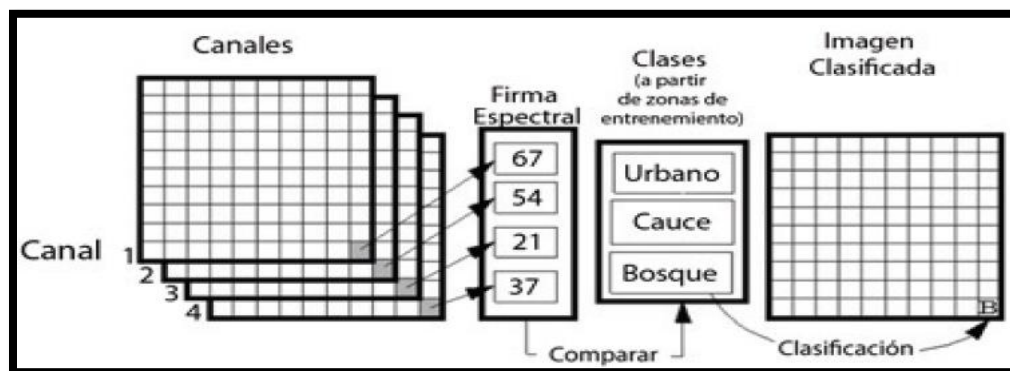 Canales
Canal
1
2
3
4
Firma
Espectral
67
54
21
37
Comparar
Clases
(a partir
de zonas de
entrenemiento)
Urbano
Cauce
Bosque
Clasificación
Imagen
Clasificada
B